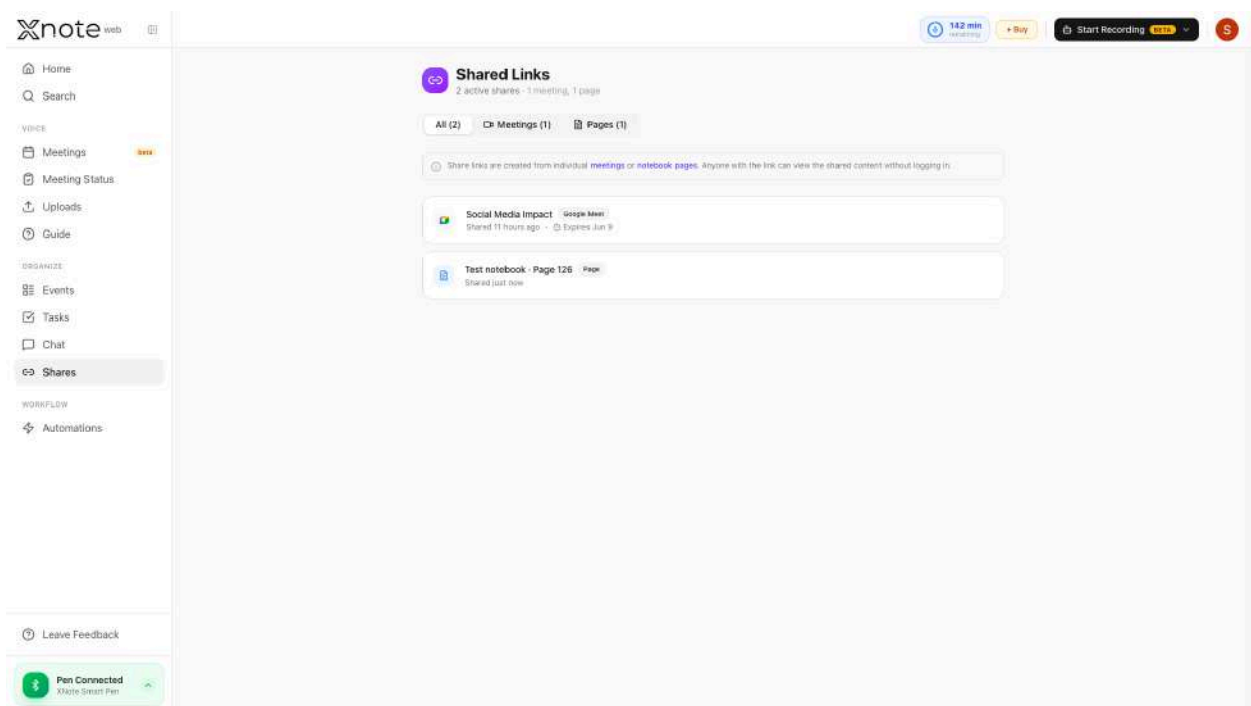 Xnote web
142 min
remaining
+ Buy
Start Recording BETA
S
Home
Search
VOICE
Meetings beta
Meeting Status
Uploads
Guide
ORGANIZE
Events
Tasks
Chat
Shares
WORKFLOW
Automations
Leave Feedback
Pen Connected
XNote Smart Pen
Shared Links
2 active shares · 1 meeting, 1 page
All (2)
Meetings (1)
Pages (1)
Share links are created from individual meetings or notebook pages. Anyone with the link can view the shared content without logging in.
Social Media Impact Google Meet
Shared 11 hours ago · Expires Jun 9
Test notebook · Page 126 Page
Shared just now